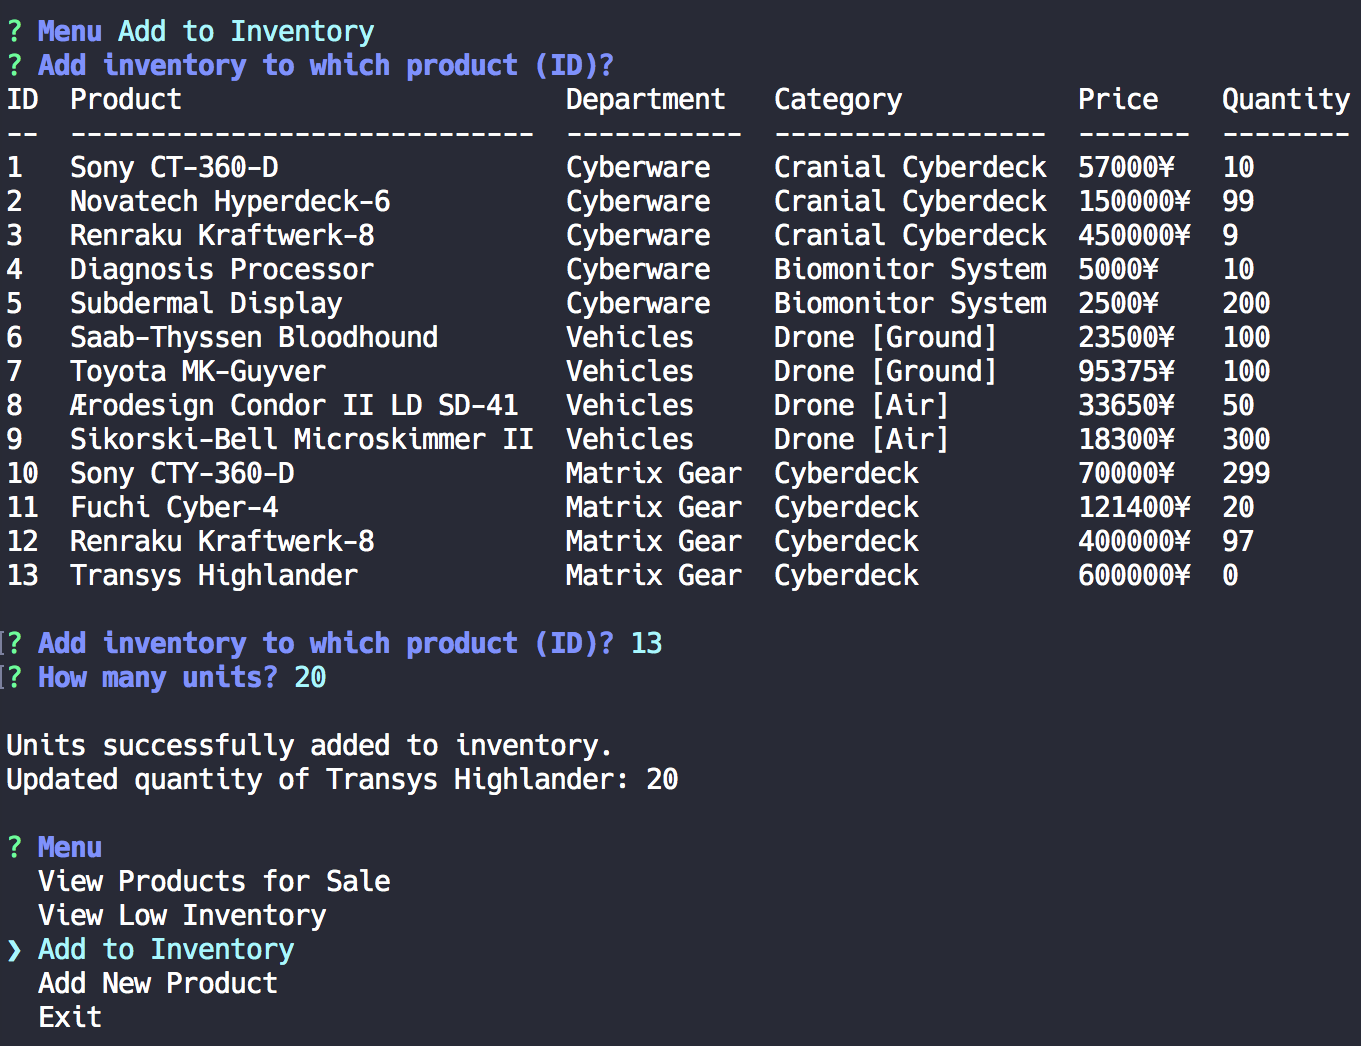 ? Menu Add to Inventory
? Add inventory to which product (ID)?
ID  Product                        Department   Category           Price    Quantity
--  -----------------------------  -----------  -----------------  -------  --------
1   Sony CT-360-D                  Cyberware    Cranial Cyberdeck  57000¥   10
2   Novatech Hyperdeck-6           Cyberware    Cranial Cyberdeck  150000¥  99
3   Renraku Kraftwerk-8            Cyberware    Cranial Cyberdeck  450000¥  9
4   Diagnosis Processor            Cyberware    Biomonitor System  5000¥    10
5   Subdermal Display              Cyberware    Biomonitor System  2500¥    200
6   Saab-Thyssen Bloodhound        Vehicles     Drone [Ground]     23500¥   100
7   Toyota MK-Guyver               Vehicles     Drone [Ground]     95375¥   100
8   Ærodesign Condor II LD SD-41   Vehicles     Drone [Air]        33650¥   50
9   Sikorski-Bell Microskimmer II  Vehicles     Drone [Air]        18300¥   300
10  Sony CTY-360-D                 Matrix Gear  Cyberdeck          70000¥   299
11  Fuchi Cyber-4                  Matrix Gear  Cyberdeck          121400¥  20
12  Renraku Kraftwerk-8            Matrix Gear  Cyberdeck          400000¥  97
13  Transys Highlander             Matrix Gear  Cyberdeck          600000¥  0
[? Add inventory to which product (ID)? 13
[? How many units? 20
Units successfully added to inventory.
Updated quantity of Transys Highlander: 20
? Menu
  View Products for Sale
  View Low Inventory
❯ Add to Inventory
  Add New Product
  Exit